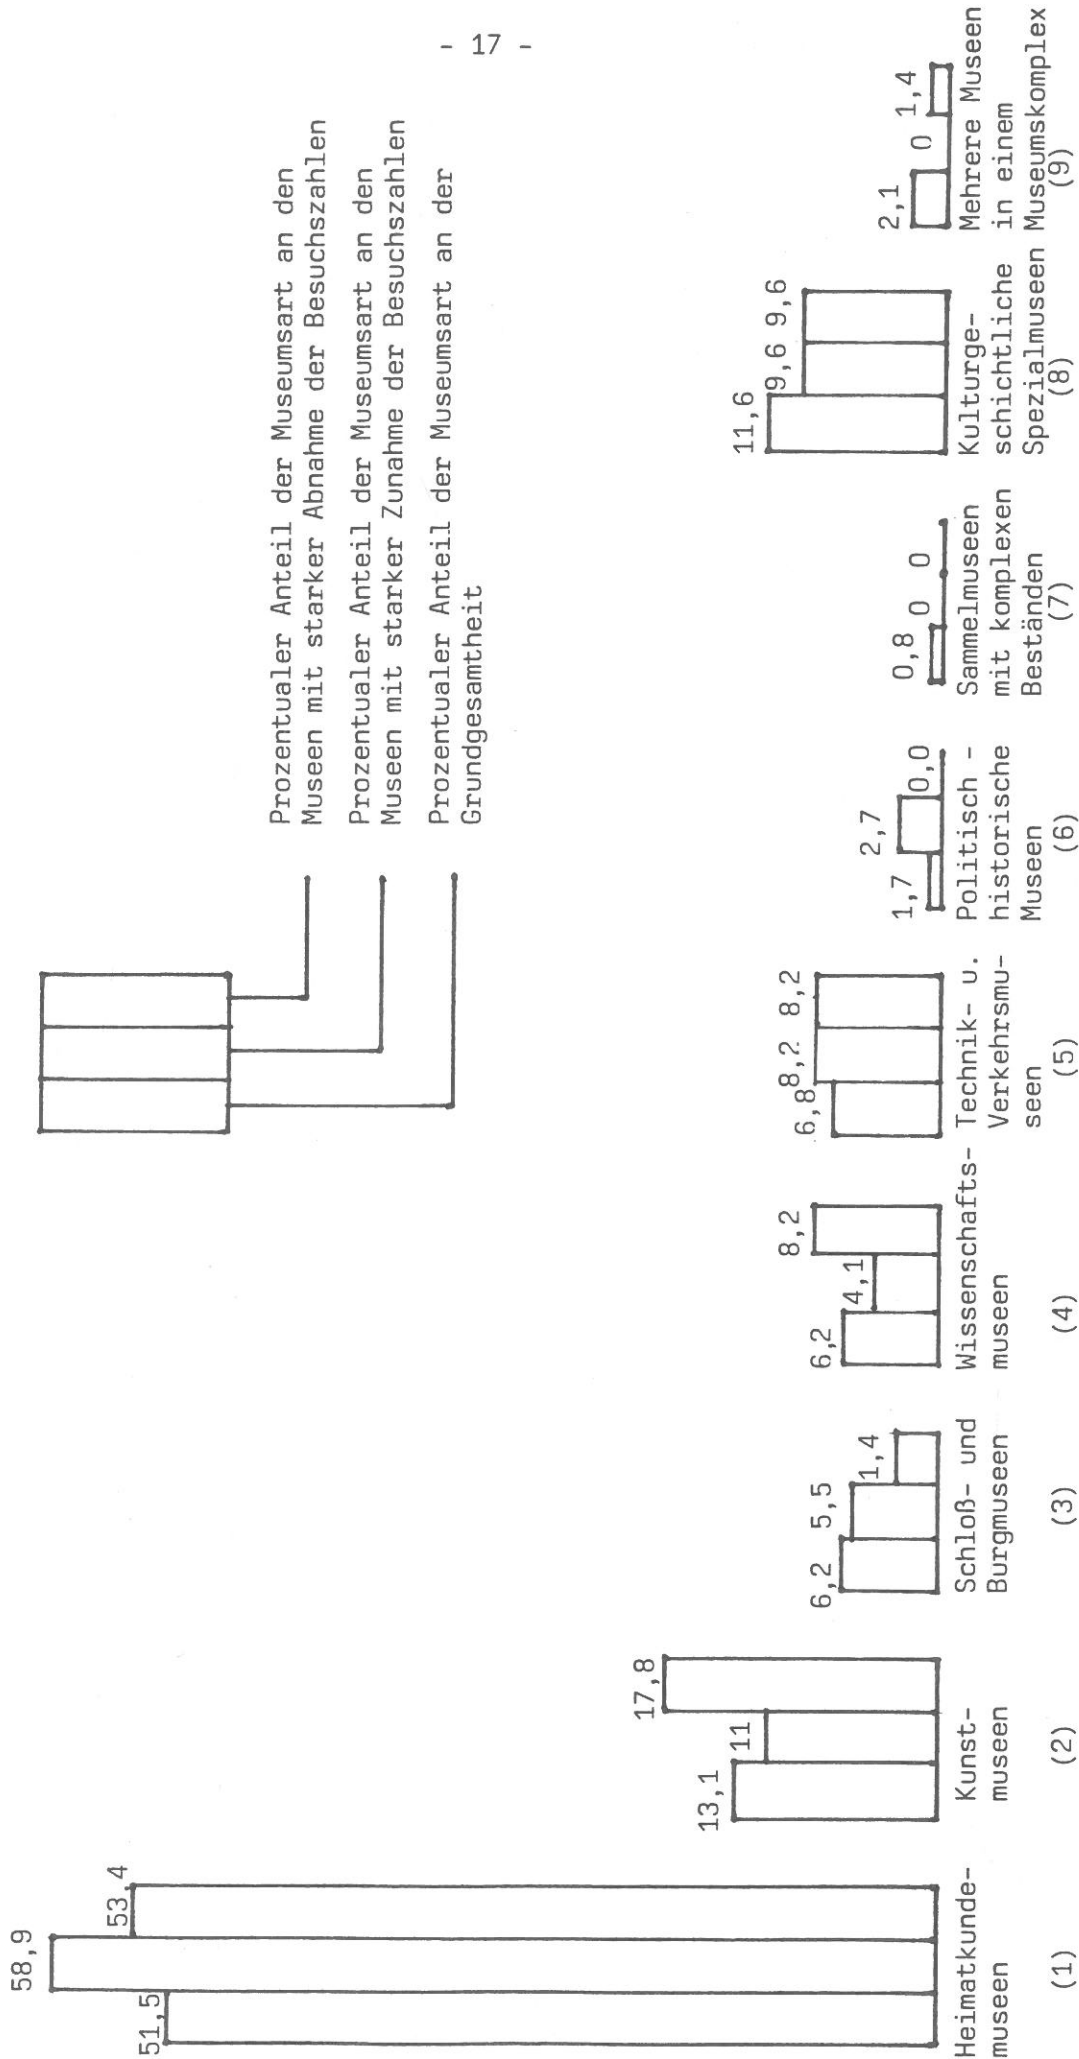 - 17 -
Prozentualer Anteil der Museumsart an den
Museen mit starker Abnahme der Besuchszahlen
Prozentualer Anteil der Museumsart an den
Museen mit starker Zunahme der Besuchszahlen
Prozentualer Anteil der Museumsart an der
Grundgesamtheit
51,5 58,9 53,4
Heimatkunde-
museen
(1)
13,1 11 17,8
Kunst-
museen
(2)
6,2 5,5 1,4
Schloß- und
Burgmuseen
(3)
6,2 4,1 8,2
Wissenschafts-
museen
(4)
6,8 8,2 8,2
Technik- u.
Verkehrsmu-
seen
(5)
1,7 2,7 0,0
Politisch -
historische
Museen
(6)
0,8 0 0
Sammelmuseen
mit komplexen
Beständen
(7)
11,6 9,6 9,6
Kulturge-
schichtliche
Spezialmuseen
(8)
2,1 0 1,4
Mehrere Museen
in einem
Museumskomplex
(9)